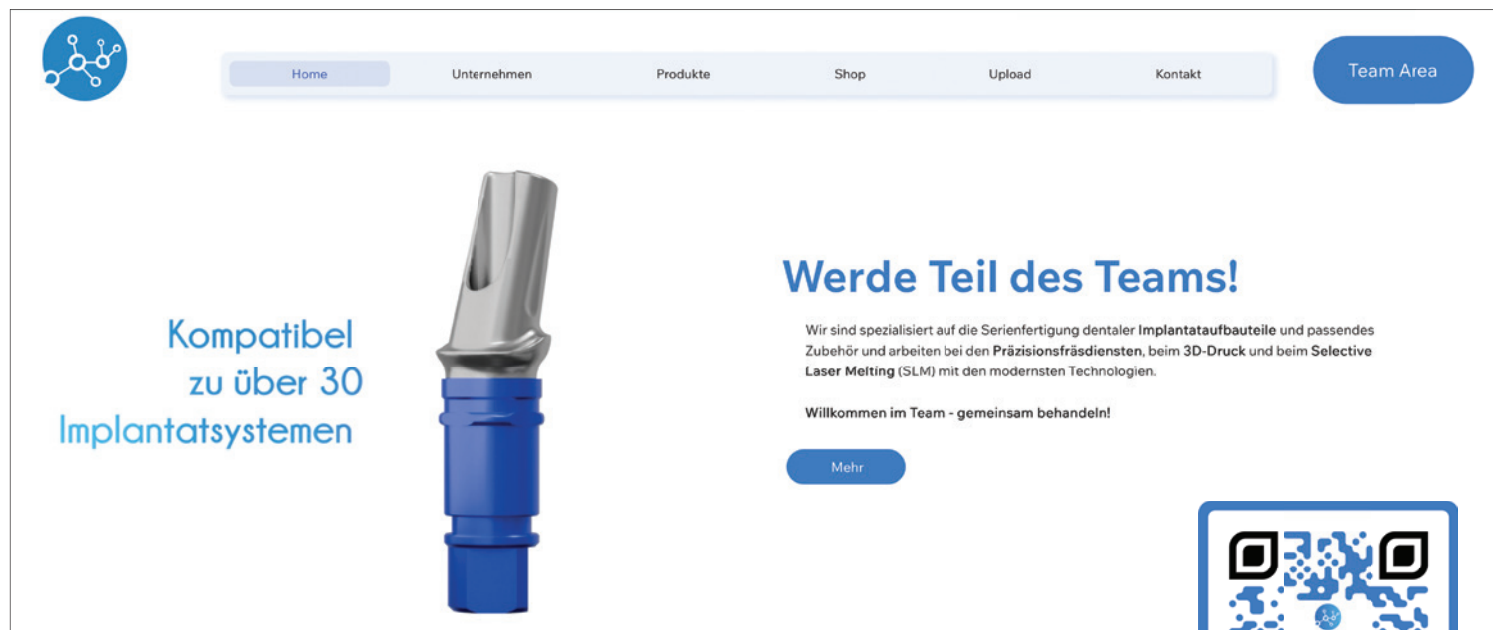 Home
Unternehmen
Produkte
Shop
Upload
Kontakt
Team Area
Kompatibel
zu über 30
Implantatsystemen
Werde Teil des Teams!
Wir sind spezialisiert auf die Serienfertigung dentaler Implantataufbauteile und passendes
Zubehör und arbeiten bei den Präzisionsfräsdiensten, beim 3D-Druck und beim Selective
Laser Melting (SLM) mit den modernsten Technologien.
Willkommen im Team - gemeinsam behandeln!
Mehr